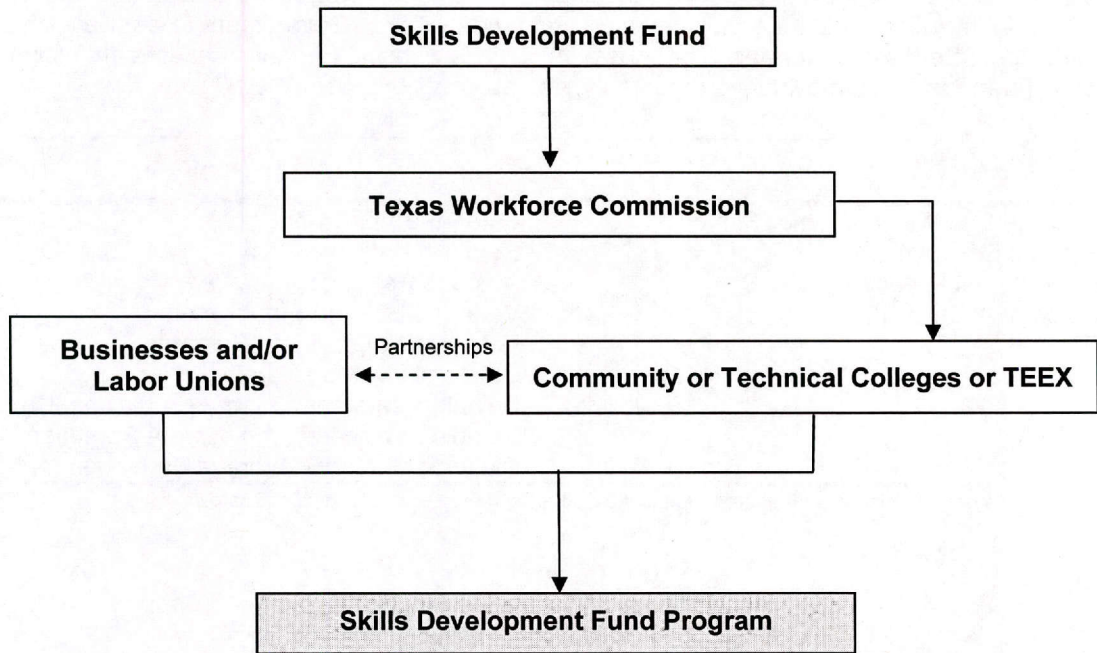 Skills Development Fund
Texas Workforce Commission
Businesses and/or
Labor Unions
Partnerships
Community or Technical Colleges or TEEX
Skills Development Fund Program